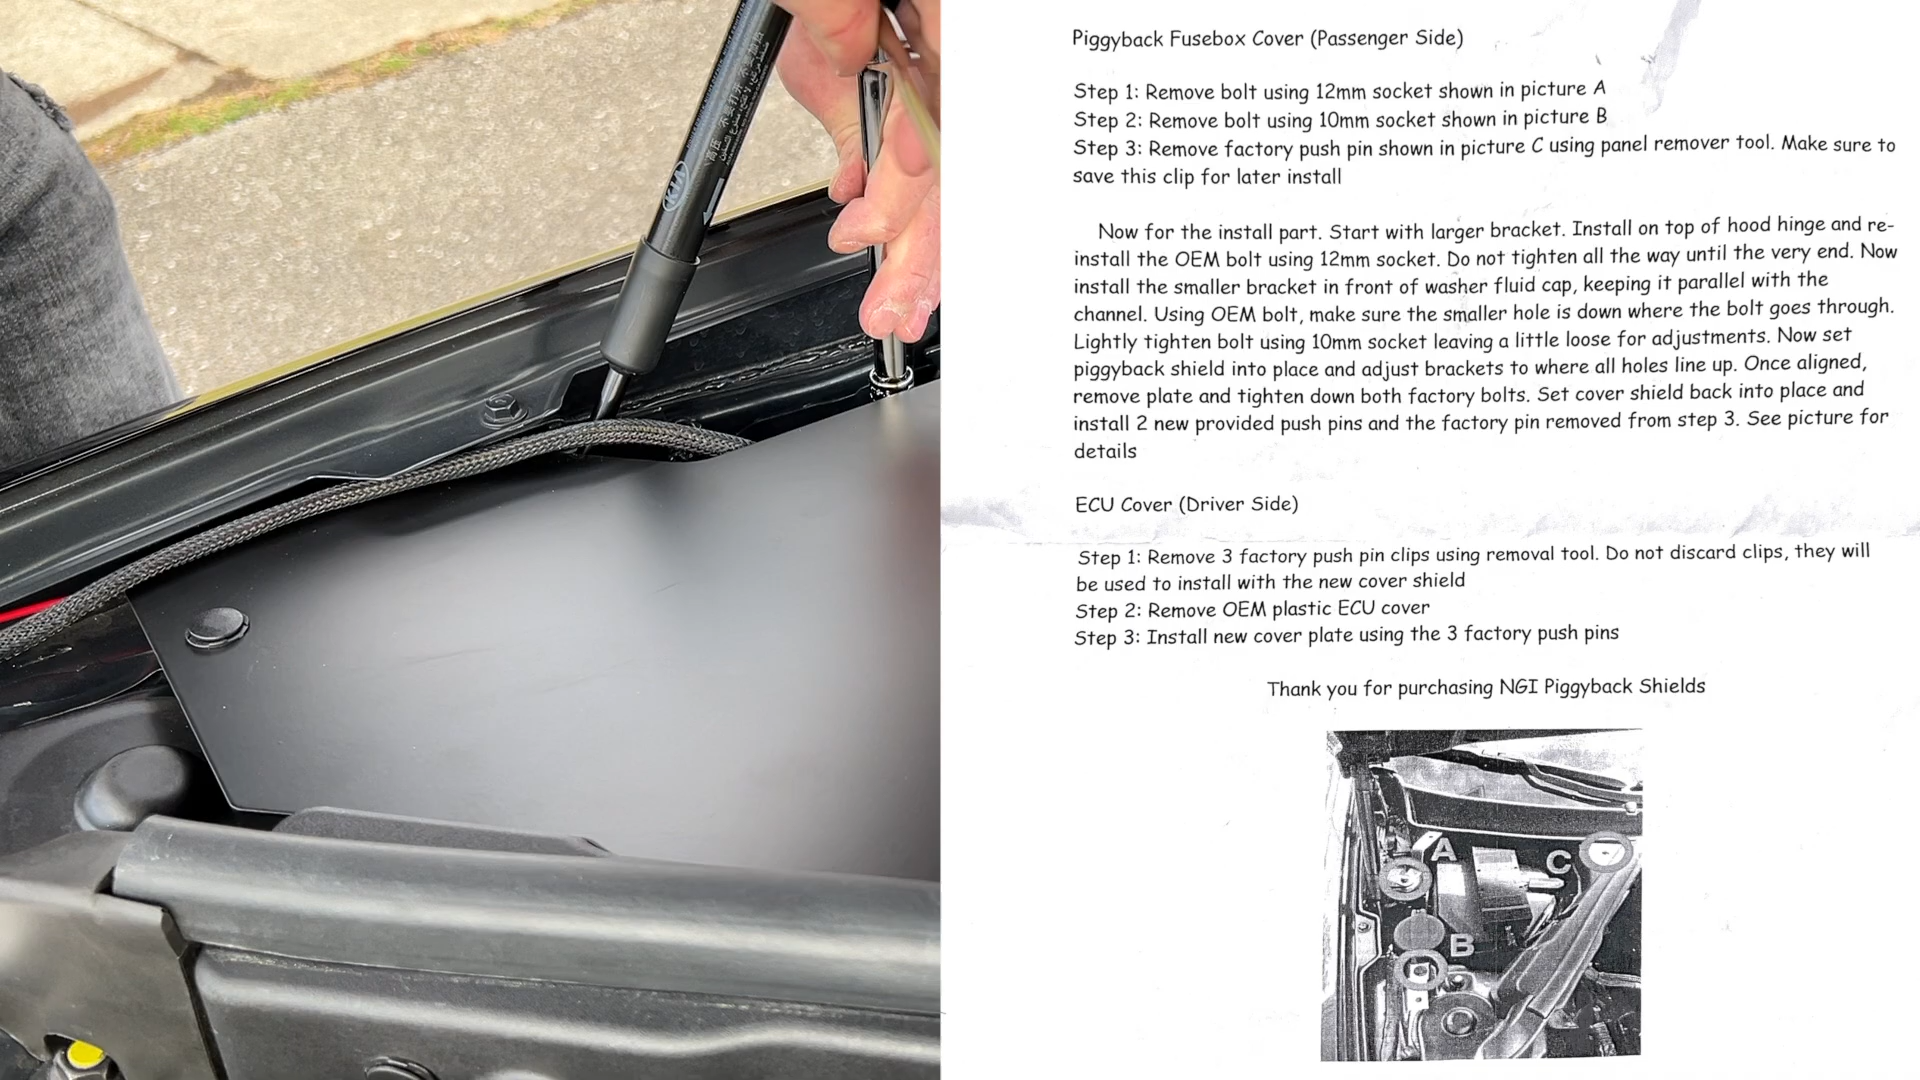 KIA
高压 不要打开 不要加热
Piggyback Fusebox Cover (Passenger Side)
Step 1: Remove bolt using 12mm socket shown in picture A
Step 2: Remove bolt using 10mm socket shown in picture B
Step 3: Remove factory push pin shown in picture C using panel remover tool. Make sure to
save this clip for later install
Now for the install part. Start with larger bracket. Install on top of hood hinge and re-
install the OEM bolt using 12mm socket. Do not tighten all the way until the very end. Now
install the smaller bracket in front of washer fluid cap, keeping it parallel with the
channel. Using OEM bolt, make sure the smaller hole is down where the bolt goes through.
Lightly tighten bolt using 10mm socket leaving a little loose for adjustments. Now set
piggyback shield into place and adjust brackets to where all holes line up. Once aligned,
remove plate and tighten down both factory bolts. Set cover shield back into place and
install 2 new provided push pins and the factory pin removed from step 3. See picture for
details
ECU Cover (Driver Side)
Step 1: Remove 3 factory push pin clips using removal tool. Do not discard clips, they will
be used to install with the new cover shield
Step 2: Remove OEM plastic ECU cover
Step 3: Install new cover plate using the 3 factory push pins
Thank you for purchasing NGI Piggyback Shields
A
C
B